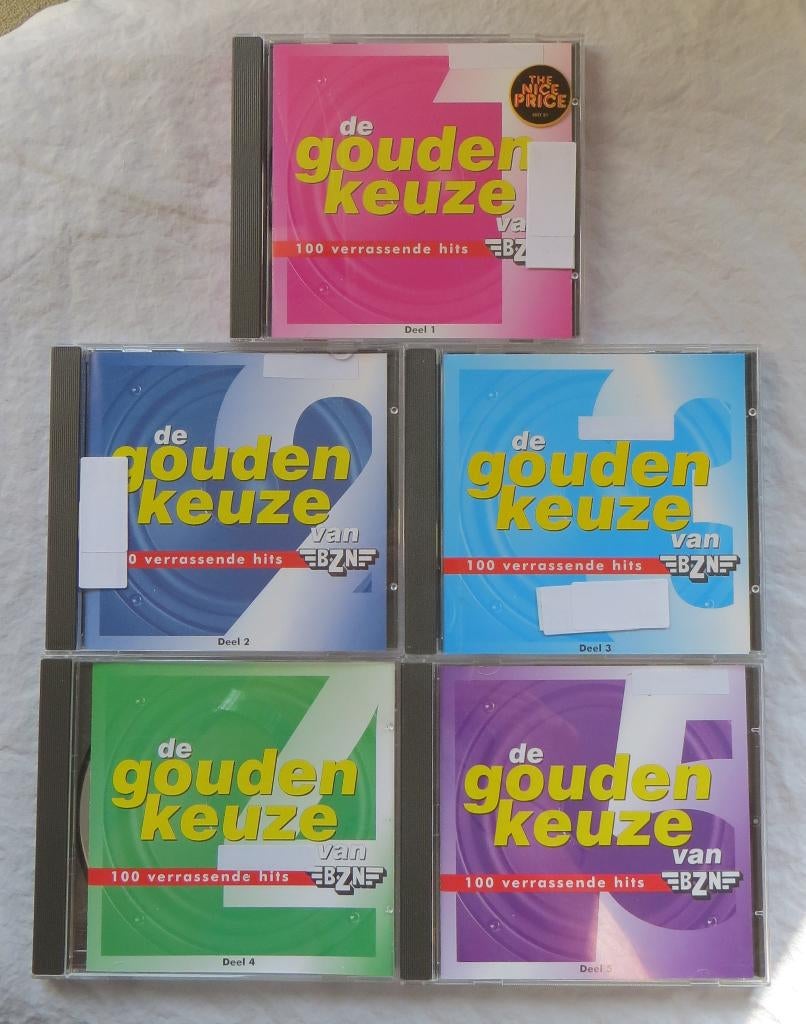 THE
NICE
PRICE
de
gouden
keuze
va
100 verrassende hits
BZ
Deel 1
de
gouden
keuze
van
0 verrassende hits BZN
Deel 2
de
gouden
keuze
van
100 verrassende hits BZN
Deel 3
de
gouden
keuze
van
100 verrassende hits BZN
Deel 4
de
gouden
keuze
van
100 verrassende hits BZN
Deel 5